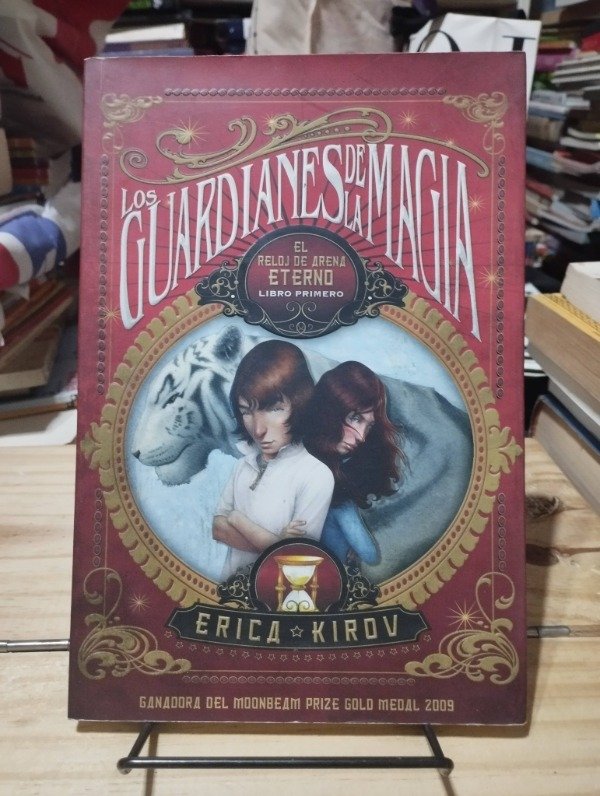 LOS GUARDIANES DE LA MAGIA
EL
RELOJ DE ARENA
ETERNO
LIBRO PRIMERO
ERICA ☆ KIROV
GANADORA DEL MOONBEAM PRIZE GOLD MEDAL 2009